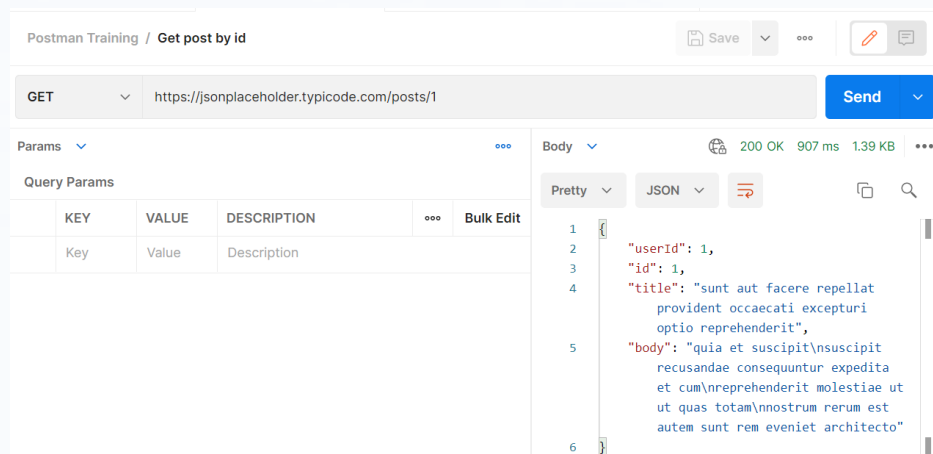 Postman Training / Get post by id
Save
GET
https://jsonplaceholder.typicode.com/posts/1
Send
Params
Query Params
KEY VALUE DESCRIPTION Bulk Edit
Key Value Description
Body 200 OK 907 ms 1.39 KB
Pretty JSON
1 {
2 "userId": 1,
3 "id": 1,
4 "title": "sunt aut facere repellat
provident occaecati excepturi
optio reprehenderit",
5 "body": "quia et suscipit\nsuscipit
recusandae consequuntur expedita
et cum\nreprehenderit molestiae ut
ut quas totam\nnostrum rerum est
autem sunt rem eveniet architecto"
6 }